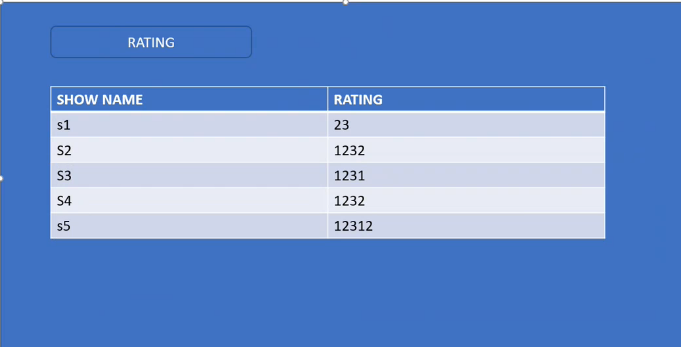 RATING
SHOW NAME RATING
s1 23
S2 1232
S3 1231
S4 1232
s5 12312